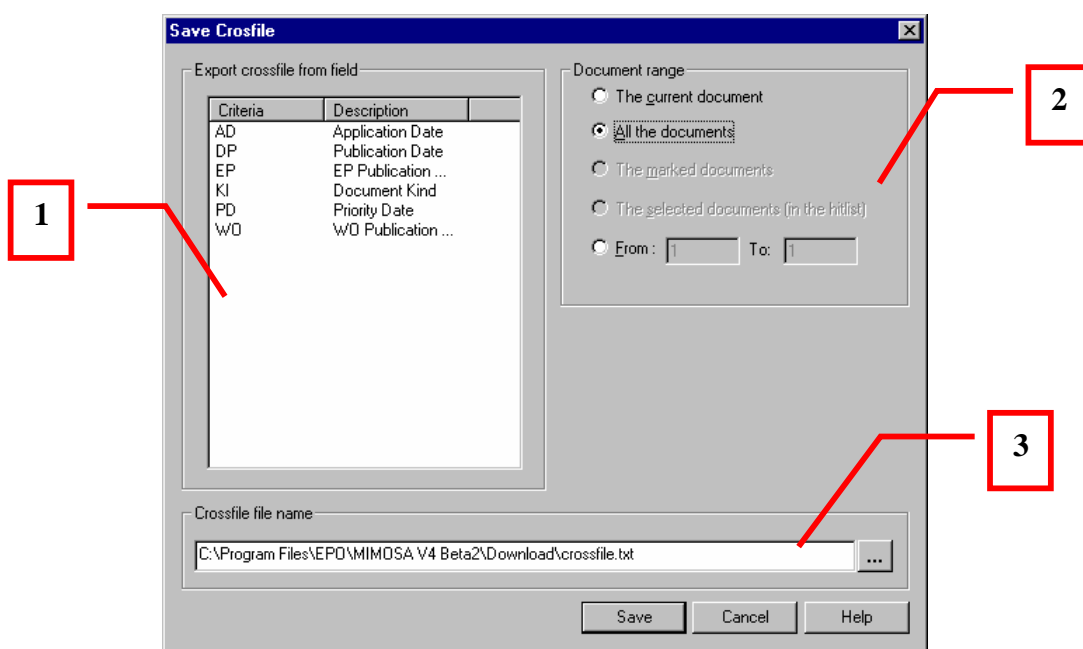 Save Crosfile
Export crossfile from field
Criteria Description
AD Application Date
DP Publication Date
EP EP Publication ...
KI Document Kind
PD Priority Date
WO WO Publication ...
Document range
The current document
All the documents
The marked documents
The selected documents (in the hitlist)
From : 1 To: 1
1
2
3
Crossfile file name
C:\Program Files\EPO\MIMOSA V4 Beta2\Download\crossfile.txt
...
Save Cancel Help